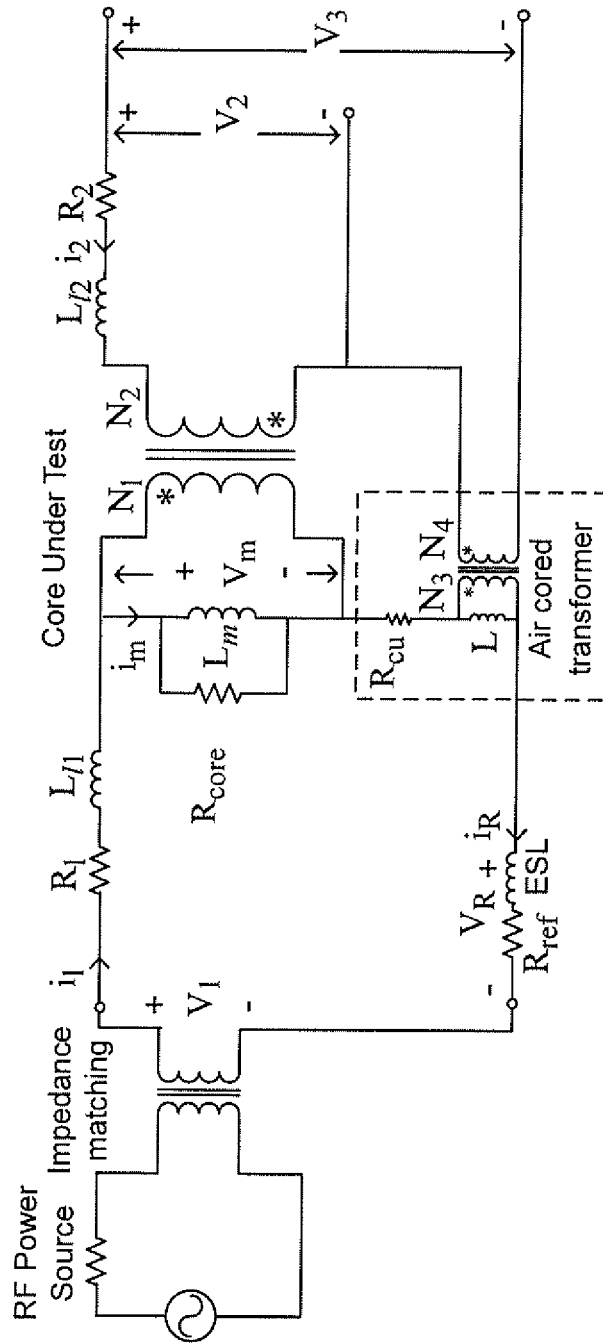 RF Power
Source
Impedance
matching
i1
+
V1
-
R1
Ll1
Rcore
im
Lm
+
Vm
-
Core Under Test
N1
*
N2
*
Ll2
i2
R2
+
V2
-
+
V3
-
Rcu
N3
*
N4
*
L
Air cored
transformer
-
VR
+
iR
Rref
ESL